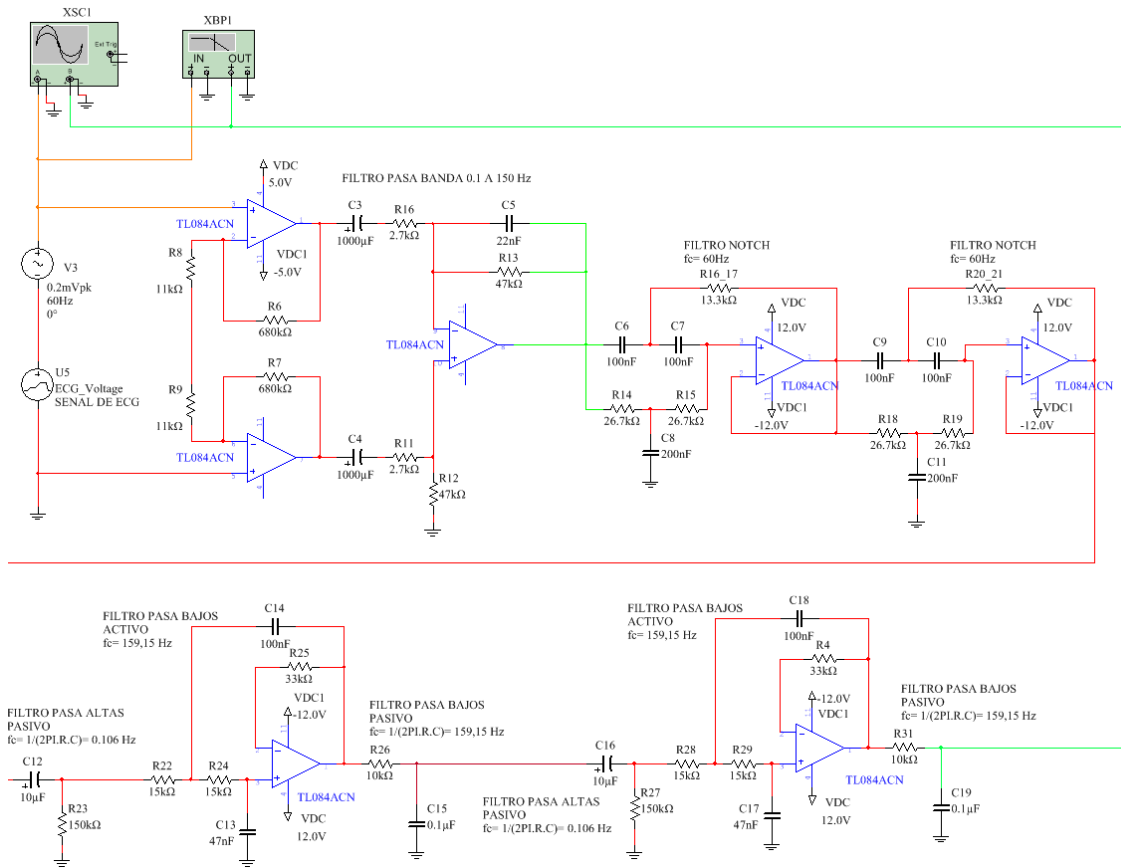 XSC1
XBP1
Ext Trig
A
B
IN
OUT
VDC
5.0V
FILTRO PASA BANDA 0.1 A 150 Hz
TL084ACN
VDC1
-5.0V
C3
1000µF
R16
2.7kΩ
C5
22nF
R13
47kΩ
R8
11kΩ
R6
680kΩ
V3
0.2mVpk
60Hz
0°
U5
ECG_Voltage
SENAL DE ECG
R9
11kΩ
R7
680kΩ
TL084ACN
C4
1000µF
R11
2.7kΩ
R12
47kΩ
TL084ACN
FILTRO NOTCH
fc= 60Hz
R16_17
13.3kΩ
C6
100nF
C7
100nF
VDC
12.0V
TL084ACN
VDC1
-12.0V
R14
26.7kΩ
R15
26.7kΩ
C8
200nF
FILTRO NOTCH
fc= 60Hz
R20_21
13.3kΩ
C9
100nF
C10
100nF
VDC
12.0V
TL084ACN
VDC1
-12.0V
R18
26.7kΩ
R19
26.7kΩ
C11
200nF
FILTRO PASA BAJOS
ACTIVO
fc= 159,15 Hz
C14
100nF
R25
33kΩ
VDC1
-12.0V
FILTRO PASA ALTAS
PASIVO
fc= 1/(2PI.R.C)= 0.106 Hz
C12
10µF
R23
150kΩ
R22
15kΩ
R24
15kΩ
C13
47nF
TL084ACN
VDC
12.0V
FILTRO PASA BAJOS
PASIVO
fc= 1/(2PI.R.C)= 159,15 Hz
R26
10kΩ
C15
0.1µF
FILTRO PASA ALTAS
PASIVO
fc= 1/(2PI.R.C)= 0.106 Hz
C16
10µF
R27
150kΩ
FILTRO PASA BAJOS
ACTIVO
fc= 159,15 Hz
C18
100nF
R4
33kΩ
-12.0V
VDC1
R28
15kΩ
R29
15kΩ
C17
47nF
TL084ACN
VDC
12.0V
FILTRO PASA BAJOS
PASIVO
fc= 1/(2PI.R.C)= 159,15 Hz
R31
10kΩ
C19
0.1µF